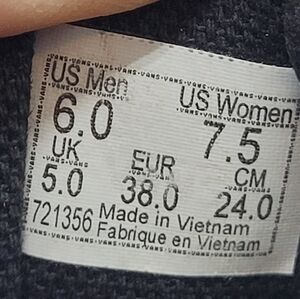 US Men US Women
6.0 7.5
UK EUR CM
5.0 38.0 24.0
721356 Made in Vietnam
Fabrique en Vietnam